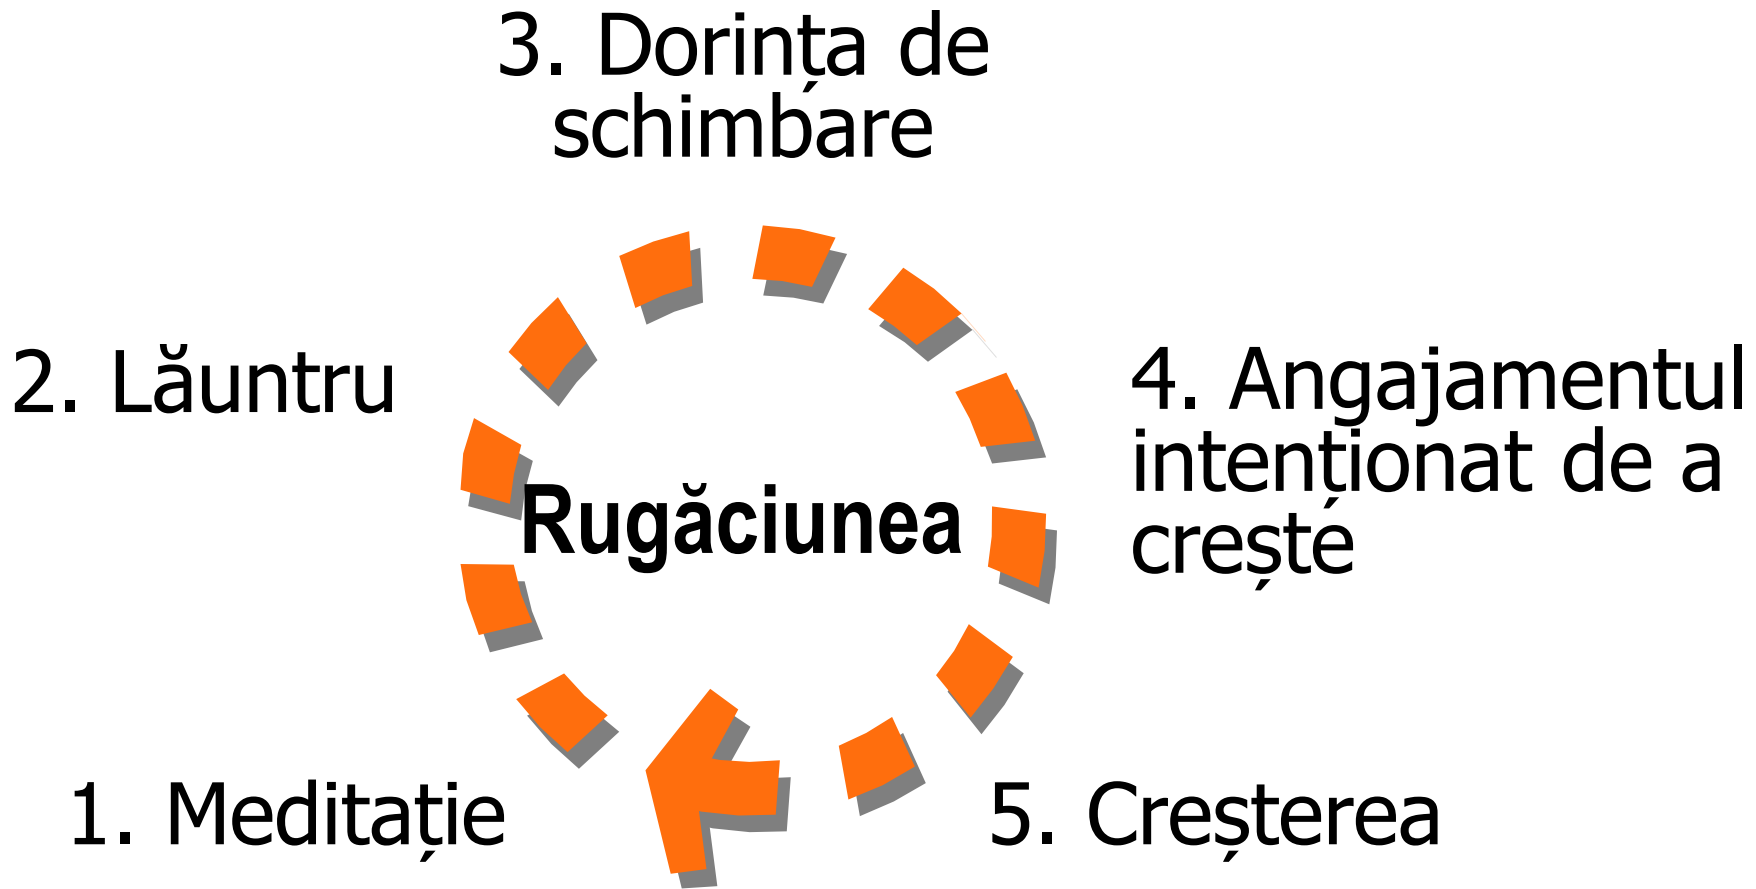 3. Dorința de
schimbare
2. Lăuntru
4. Angajamentul
intenționat de a
crește
Rugăciunea
1. Meditație
5. Creșterea